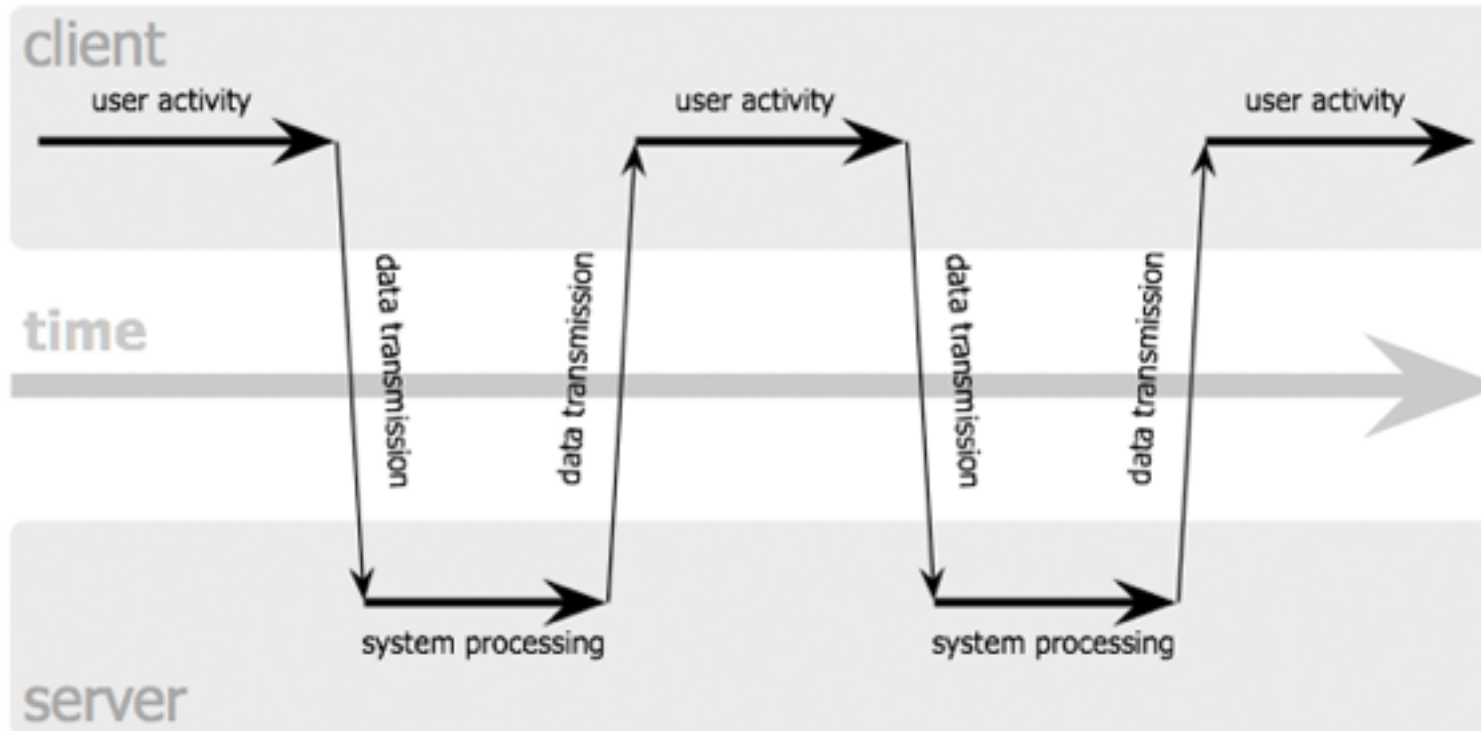 client
user activity
user activity
user activity
data transmission
data transmission
data transmission
data transmission
time
system processing
system processing
server